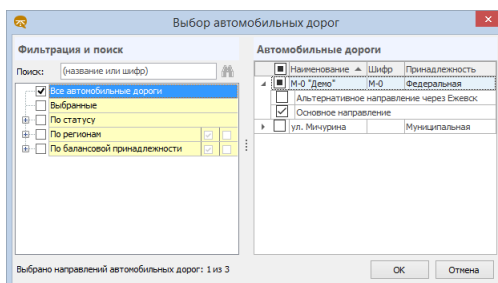 Выбор автомобильных дорог
Фильтрация и поиск
Поиск: (название или шифр)
Все автомобильные дороги
Выбранные
По статусу
По регионам
По балансовой принадлежности
Автомобильные дороги
Наименование Шифр Принадлежность
М-0 "Демо" М-0 Федеральная
Альтернативное направление через Ежевск
Основное направление
ул. Мичурина Муниципальная
Выбрано направлений автомобильных дорог: 1 из 3
ОК Отмена